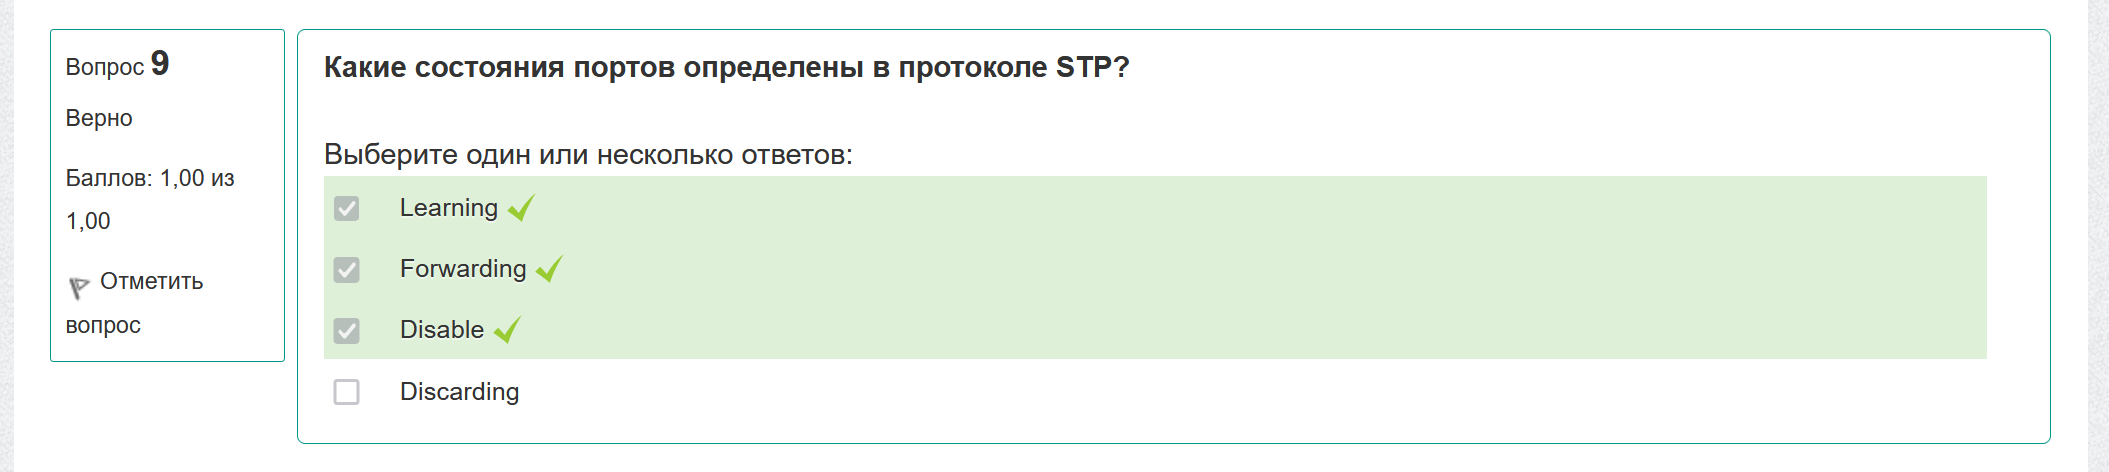 Вопрос 9
Верно
Баллов: 1,00 из
1,00
Отметить
вопрос
Какие состояния портов определены в протоколе STP?
Выберите один или несколько ответов:
Learning
Forwarding
Disable
Discarding